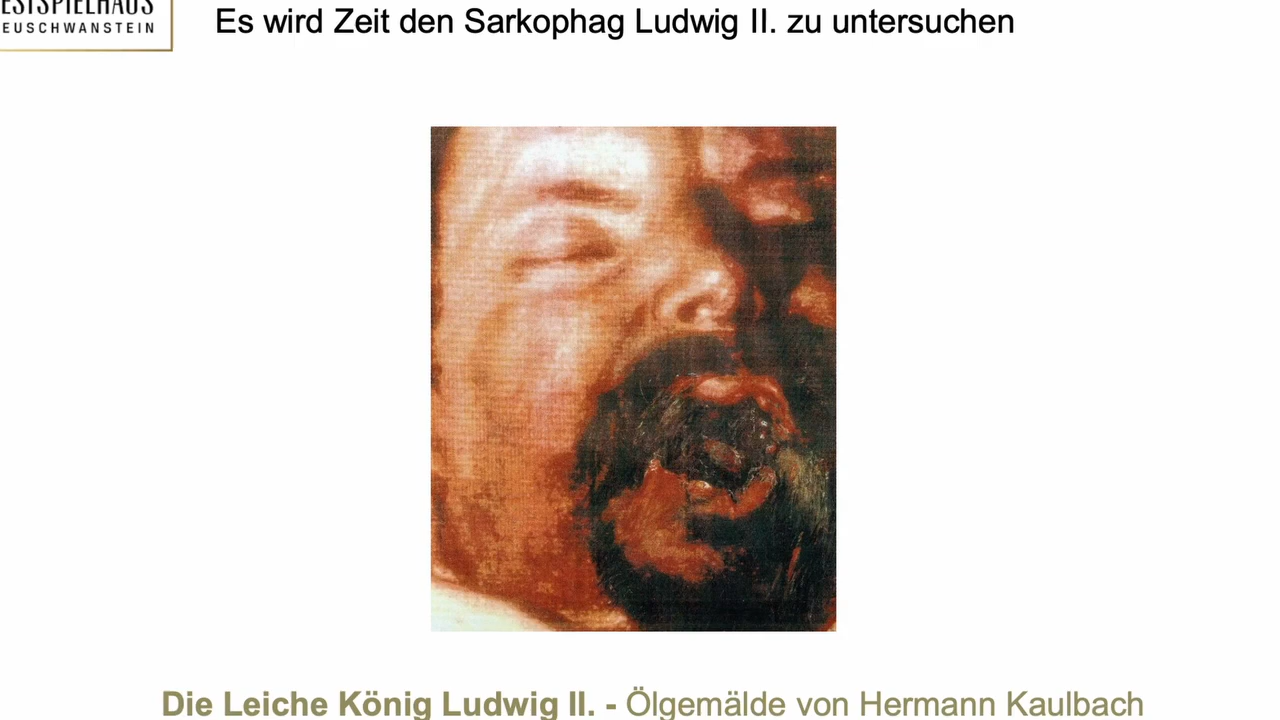 ESTSPIELHAUS
EUSCHWANSTEIN
Es wird Zeit den Sarkophag Ludwig II. zu untersuchen
Die Leiche König Ludwig II. - Ölgemälde von Hermann Kaulbach